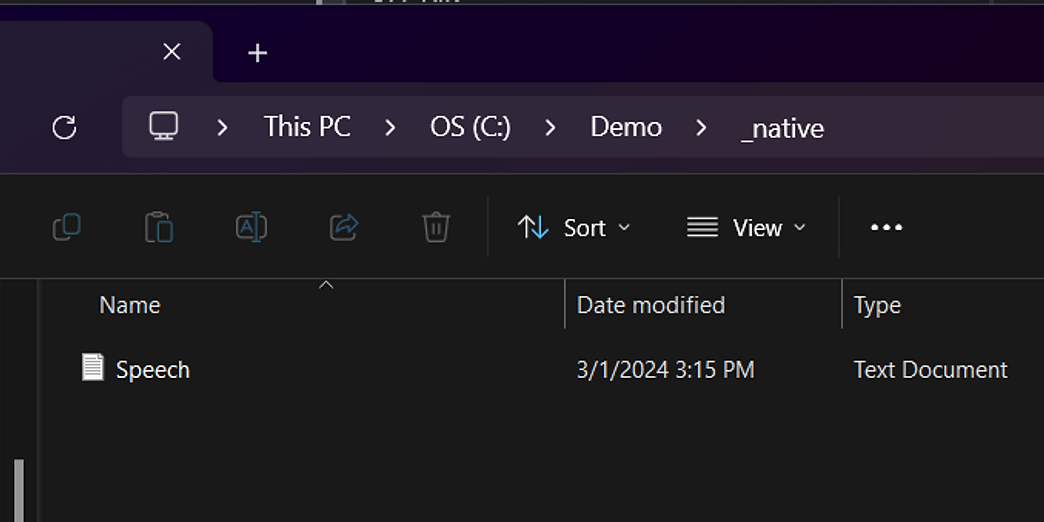 This PC > OS (C:) > Demo > _native
Sort View
Name Date modified Type
Speech 3/1/2024 3:15 PM Text Document